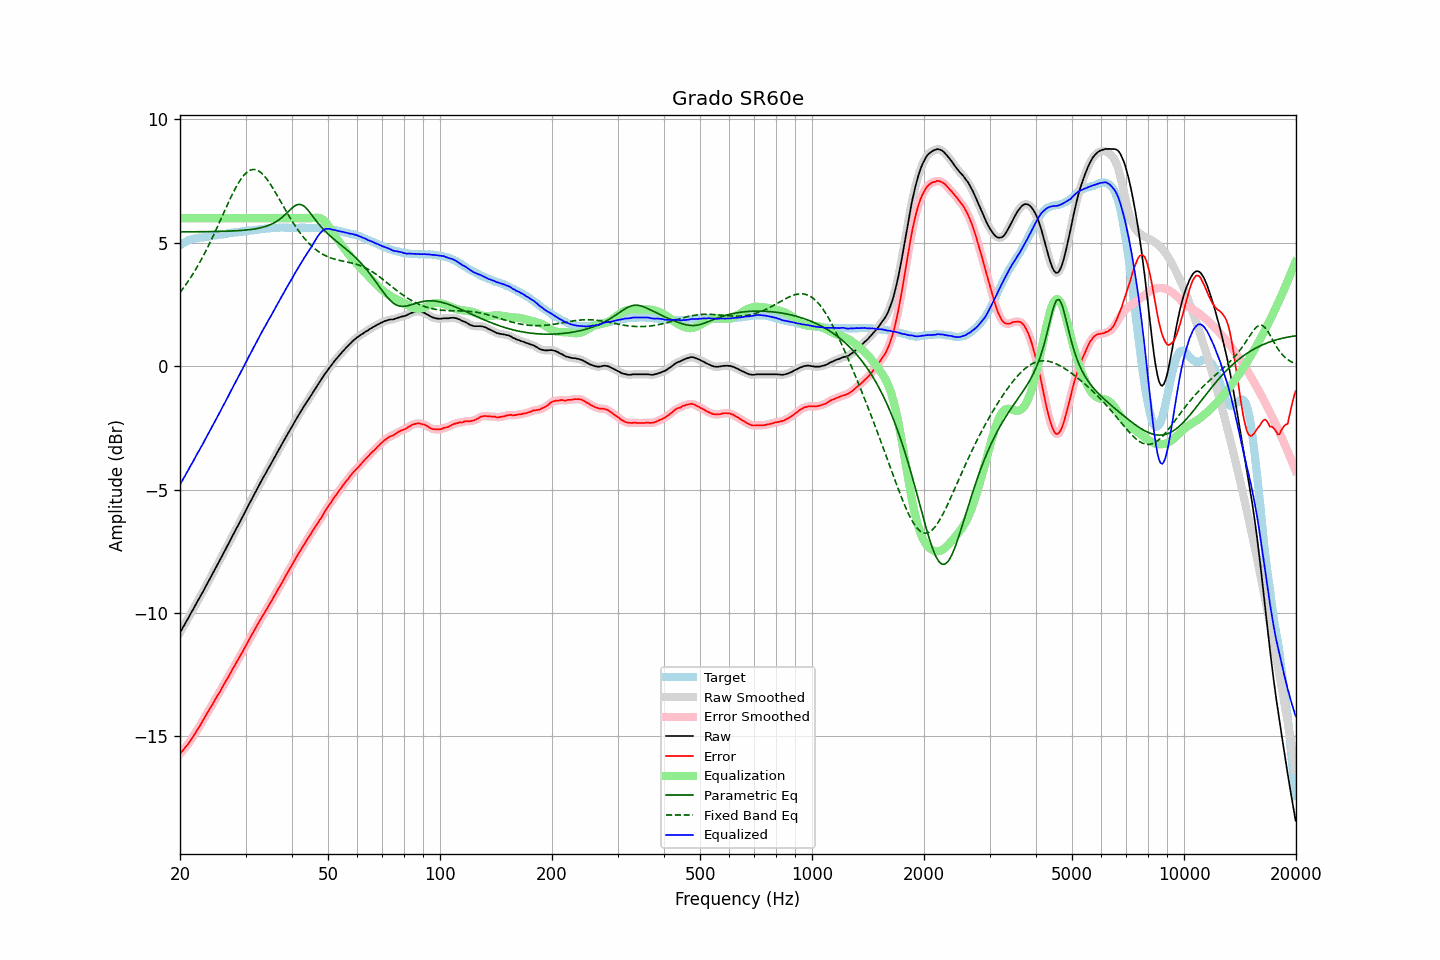 Grado SR60e
10
5
0
−5
−10
−15
Amplitude (dBr)
20
50
100
200
500
1000
2000
5000
10000
20000
Frequency (Hz)
Target
Raw Smoothed
Error Smoothed
Raw
Error
Equalization
Parametric Eq
Fixed Band Eq
Equalized